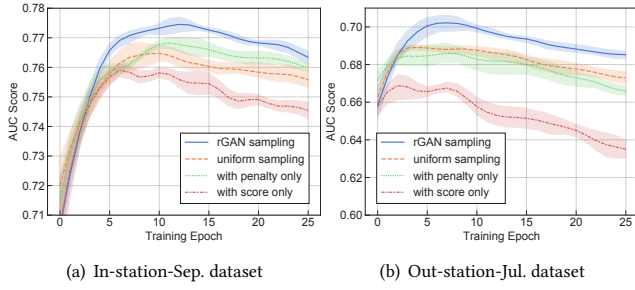 0.78
0.77
0.76
0.75
0.74
0.73
0.72
0.71
AUC Score
rGAN sampling
uniform sampling
with penalty only
with score only
0 5 10 15 20 25
Training Epoch
(a) In-station-Sep. dataset
0.70
0.68
0.66
0.64
0.62
0.60
AUC Score
rGAN sampling
uniform sampling
with penalty only
with score only
0 5 10 15 20 25
Training Epoch
(b) Out-station-Jul. dataset